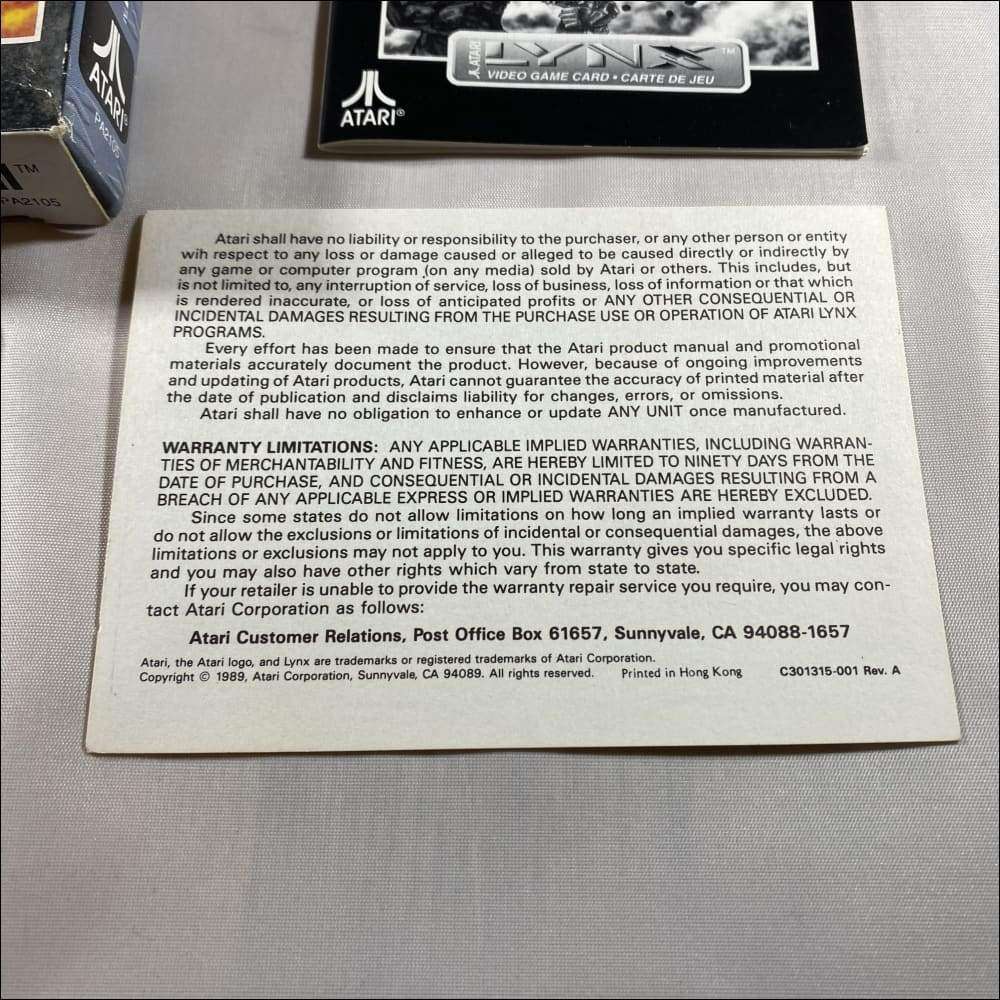 ATARI
PA2105
TM
PA2105
ATARI
LYNX™
VIDEO GAME CARD • CARTE DE JEU
ATARI®
Atari shall have no liability or responsibility to the purchaser, or any other person or entity
wih respect to any loss or damage caused or alleged to be caused directly or indirectly by
any game or computer program (on any media) sold by Atari or others. This includes, but
is not limited to, any interruption of service, loss of business, loss of information or that which
is rendered inaccurate, or loss of anticipated profits or ANY OTHER CONSEQUENTIAL OR
INCIDENTAL DAMAGES RESULTING FROM THE PURCHASE USE OR OPERATION OF ATARI LYNX
PROGRAMS.
Every effort has been made to ensure that the Atari product manual and promotional
materials accurately document the product. However, because of ongoing improvements
and updating of Atari products, Atari cannot guarantee the accuracy of printed material after
the date of publication and disclaims liability for changes, errors, or omissions.
Atari shall have no obligation to enhance or update ANY UNIT once manufactured.
WARRANTY LIMITATIONS: ANY APPLICABLE IMPLIED WARRANTIES, INCLUDING WARRAN-
TIES OF MERCHANTABILITY AND FITNESS, ARE HEREBY LIMITED TO NINETY DAYS FROM THE
DATE OF PURCHASE, AND CONSEQUENTIAL OR INCIDENTAL DAMAGES RESULTING FROM A
BREACH OF ANY APPLICABLE EXPRESS OR IMPLIED WARRANTIES ARE HEREBY EXCLUDED.
Since some states do not allow limitations on how long an implied warranty lasts or
do not allow the exclusions or limitations of incidental or consequential damages, the above
limitations or exclusions may not apply to you. This warranty gives you specific legal rights
and you may also have other rights which vary from state to state.
If your retailer is unable to provide the warranty repair service you require, you may con-
tact Atari Corporation as follows:
Atari Customer Relations, Post Office Box 61657, Sunnyvale, CA 94088-1657
Atari, the Atari logo, and Lynx are trademarks or registered trademarks of Atari Corporation.
Copyright © 1989, Atari Corporation, Sunnyvale, CA 94089. All rights reserved. Printed in Hong Kong C301315-001 Rev. A